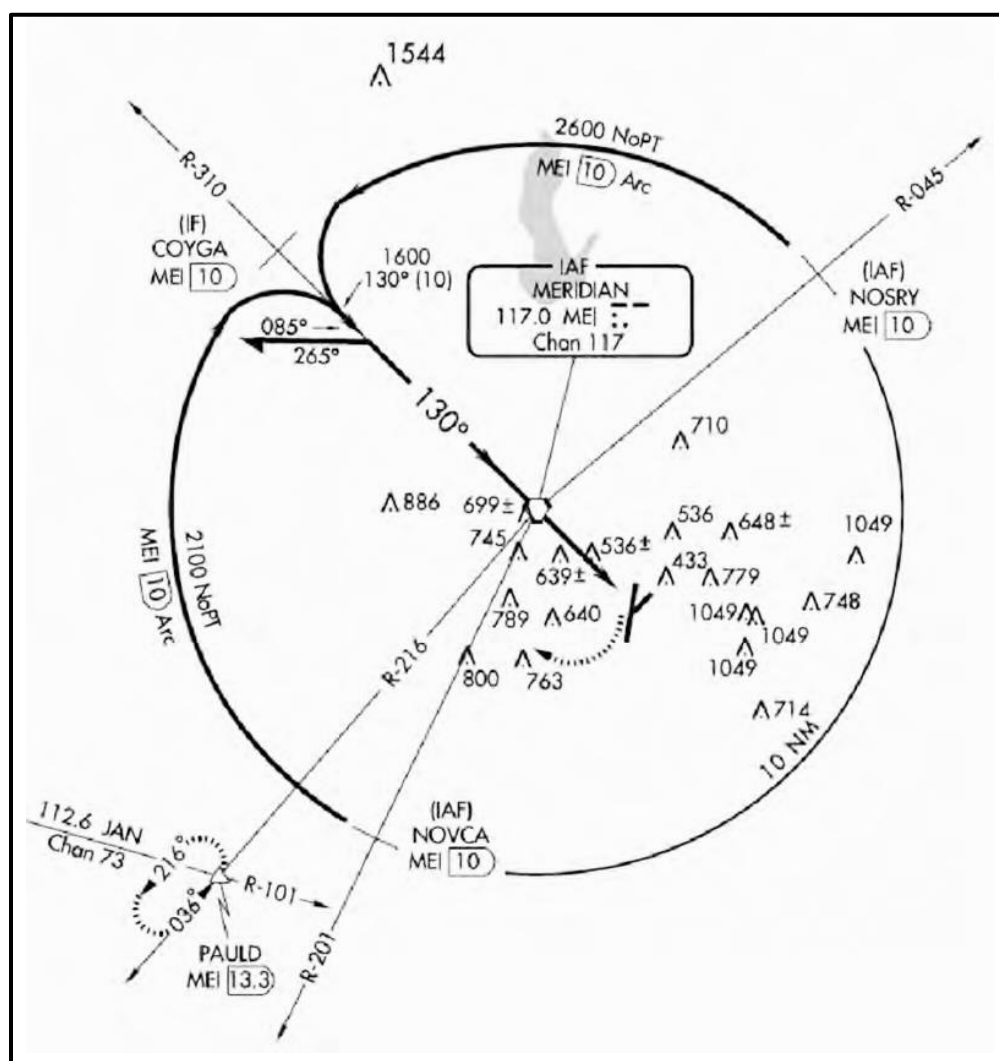 1544
2600 NoPT
MEI 10 Arc
R-310
R-045
(IF)
COYGA
MEI 10
1600
130° (10)
IAF
MERIDIAN
117.0 MEI
Chan 117
(IAF)
NOSRY
MEI 10
085°
265°
130°
710
886
699±
536
648±
1049
745
639±
536±
433
779
2100 NoPT
MEI 10 Arc
789
640
1049
748
1049
1049
800
763
R-216
714
10 NM
(IAF)
NOVCA
MEI 10
112.6 JAN
Chan 73
216°
036°
R-101
R-201
PAULD
MEI 13.3